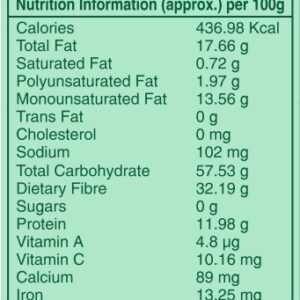 Nutrition Information (approx.) per 100g
Calories 436.98 Kcal
Total Fat 17.66 g
Saturated Fat 0.72 g
Polyunsaturated Fat 1.97 g
Monounsaturated Fat 13.56 g
Trans Fat 0 g
Cholesterol 0 mg
Sodium 102 mg
Total Carbohydrate 57.53 g
Dietary Fibre 32.19 g
Sugars 0 g
Protein 11.98 g
Vitamin A 4.8 µg
Vitamin C 10.16 mg
Calcium 89 mg
Iron 13.25 mg